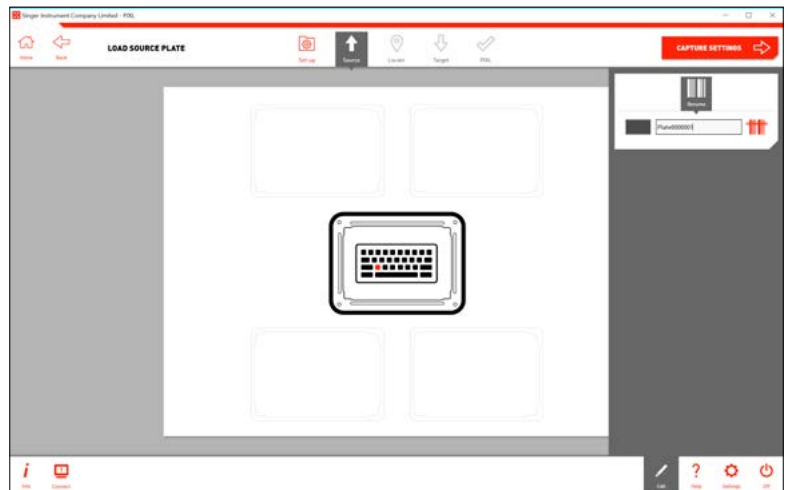 Singer Instrument Company Limited - PIXL
Home
Back
LOAD SOURCE PLATE
Set-up
Source
Locate
Target
PIXL
CAPTURE SETTINGS
Rename
Plate0000001
Info
Connect
Help
Settings
Off